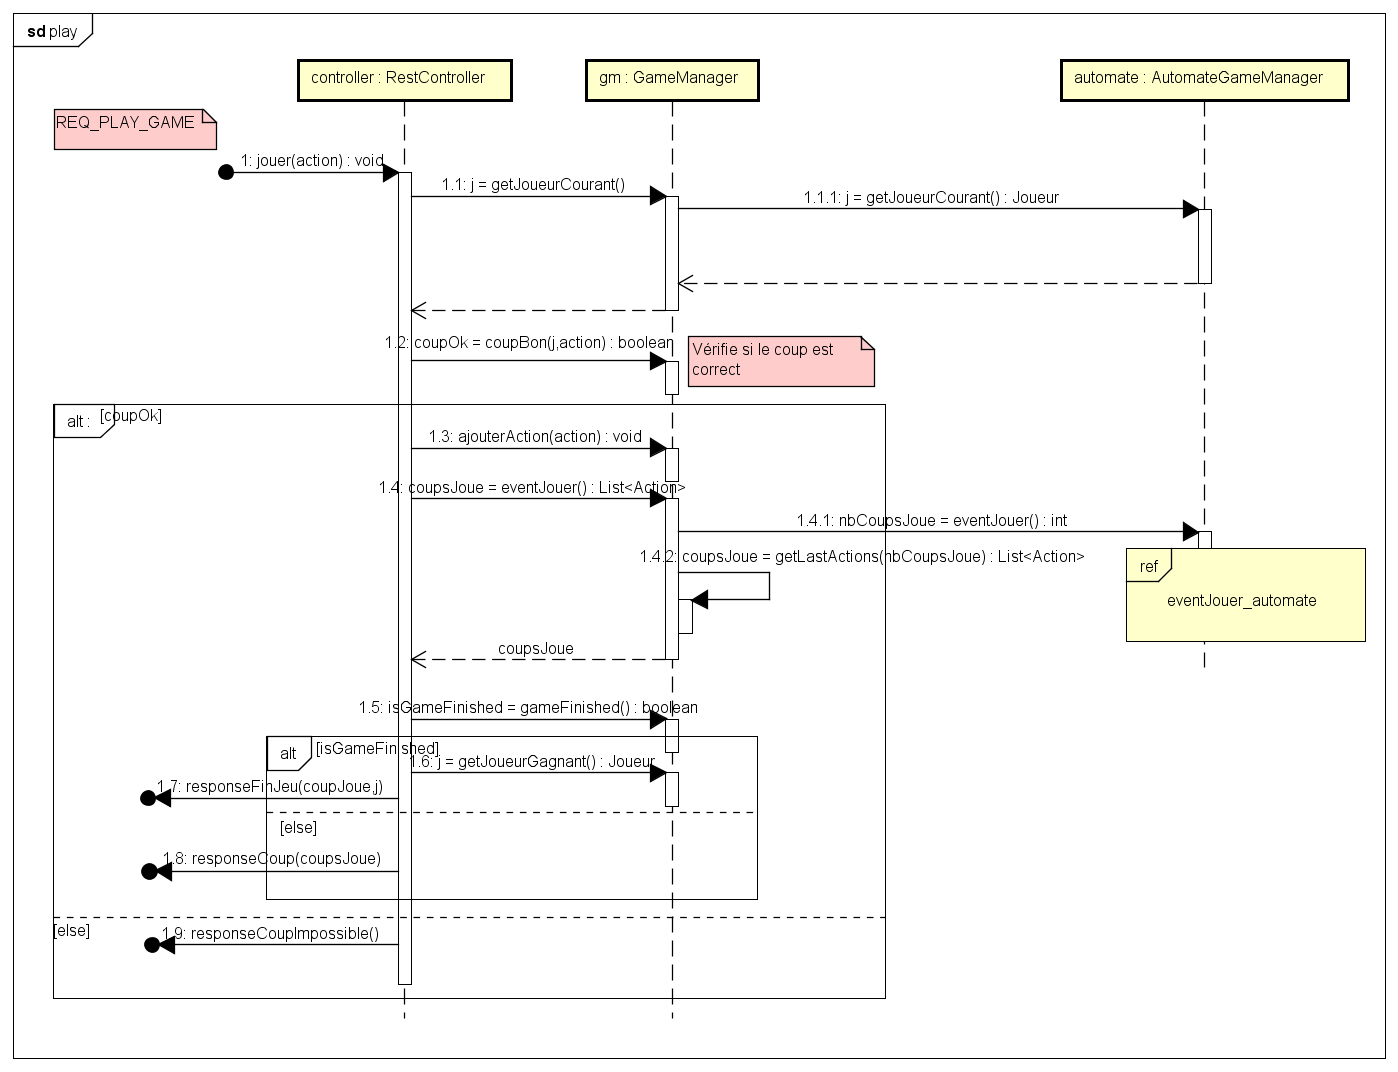 sd play
controller : RestController
gm : GameManager
automate : AutomateGameManager
REQ_PLAY_GAME
1: jouer(action) : void
1.1: j = getJoueurCourant()
1.1.1: j = getJoueurCourant() : Joueur
1.2: coupOk = coupBon(j,action) : boolean
Vérifie si le coup est
correct
alt :
[coupOk]
1.3: ajouterAction(action) : void
1.4: coupsJoue = eventJouer() : List<Action>
1.4.1: nbCoupsJoue = eventJouer() : int
1.4.2: coupsJoue = getLastActions(nbCoupsJoue) : List<Action>
ref
eventJouer_automate
coupsJoue
1.5: isGameFinished = gameFinished() : boolean
alt
[isGameFinished]
1.6: j = getJoueurGagnant() : Joueur
1.7: responseFinJeu(coupJoue,j)
[else]
1.8: responseCoup(coupsJoue)
[else]
1.9: responseCoupImpossible()